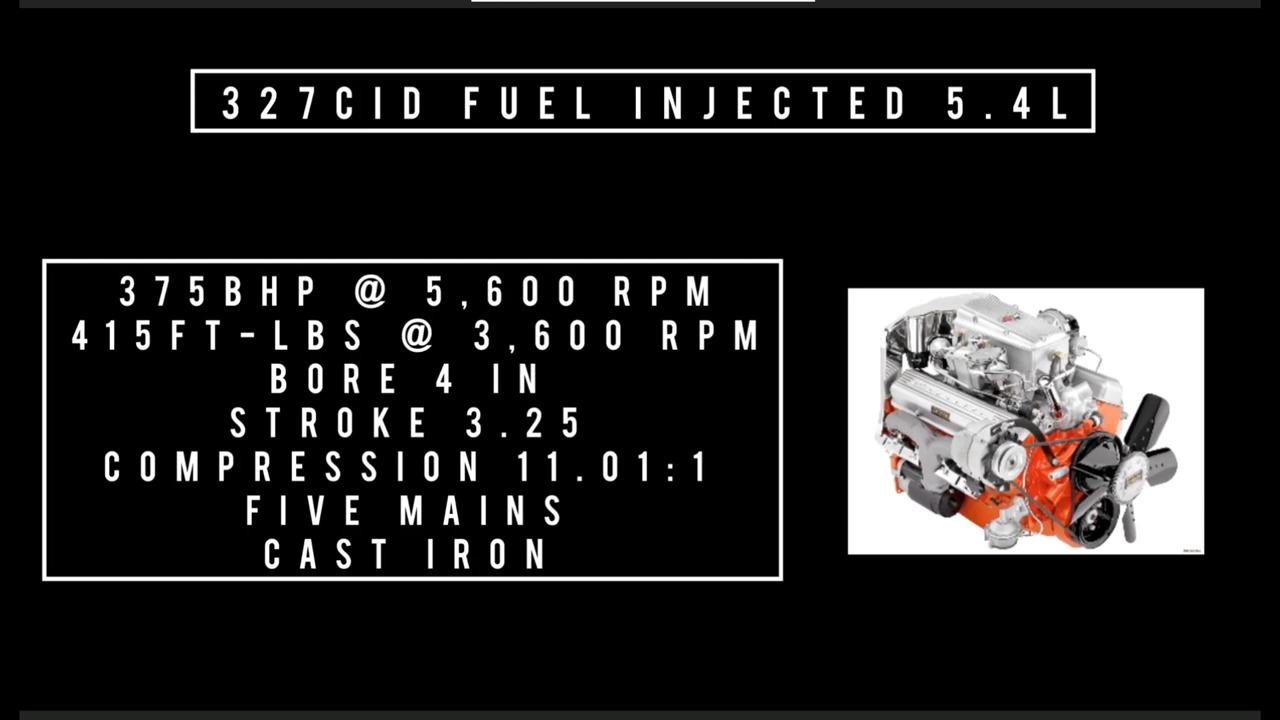 327CID FUEL INJECTED 5.4L
375BHP @ 5,600 RPM
415FT-LBS @ 3,600 RPM
BORE 4 IN
STROKE 3.25
COMPRESSION 11.01:1
FIVE MAINS
CAST IRON